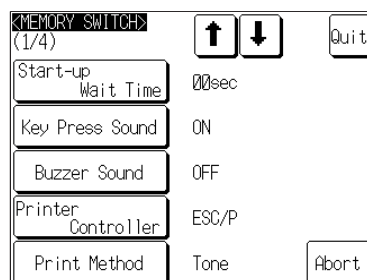 <MEMORY SWITCH>
(1/4)
Quit
Start-up
Wait Time
00sec
Key Press Sound
ON
Buzzer Sound
OFF
Printer
Controller
ESC/P
Print Method
Tone
Abort